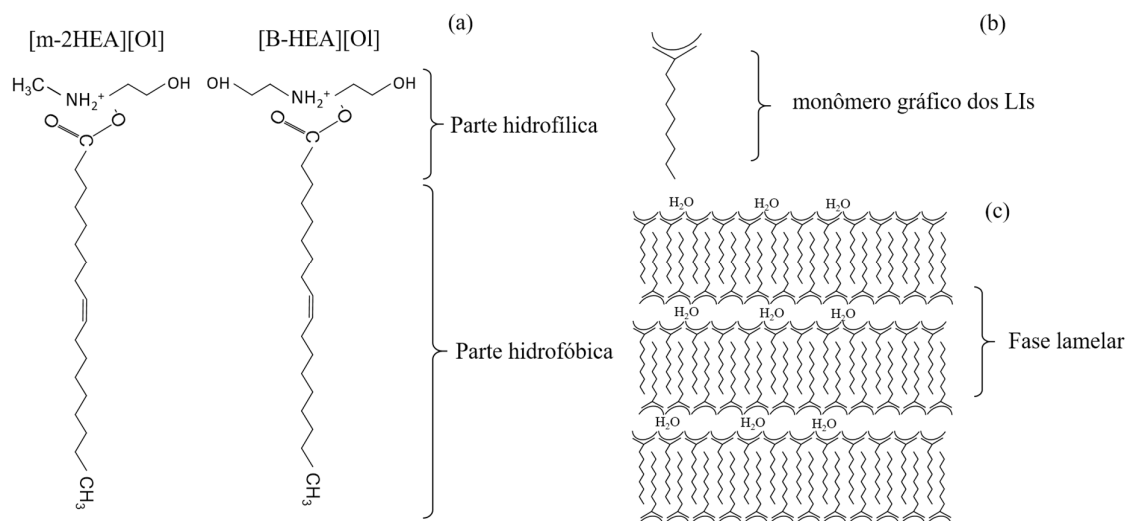 (a)
[m-2HEA][Ol]
[B-HEA][Ol]
H₃C
NH₂⁺
OH
O
O
C
CH₃
OH
NH₂⁺
OH
O
O
C
CH₃
Parte hidrofílica
Parte hidrofóbica
(b)
monômero gráfico dos LIs
(c)
H₂O H₂O H₂O
H₂O H₂O H₂O
H₂O H₂O H₂O
Fase lamelar